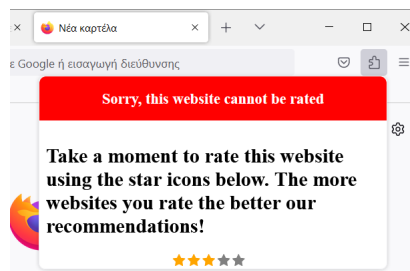 Νέα καρτέλα
ε Google ή εισαγωγή διεύθυνσης
Sorry, this website cannot be rated
Take a moment to rate this website
using the star icons below. The more
websites you rate the better our
recommendations!